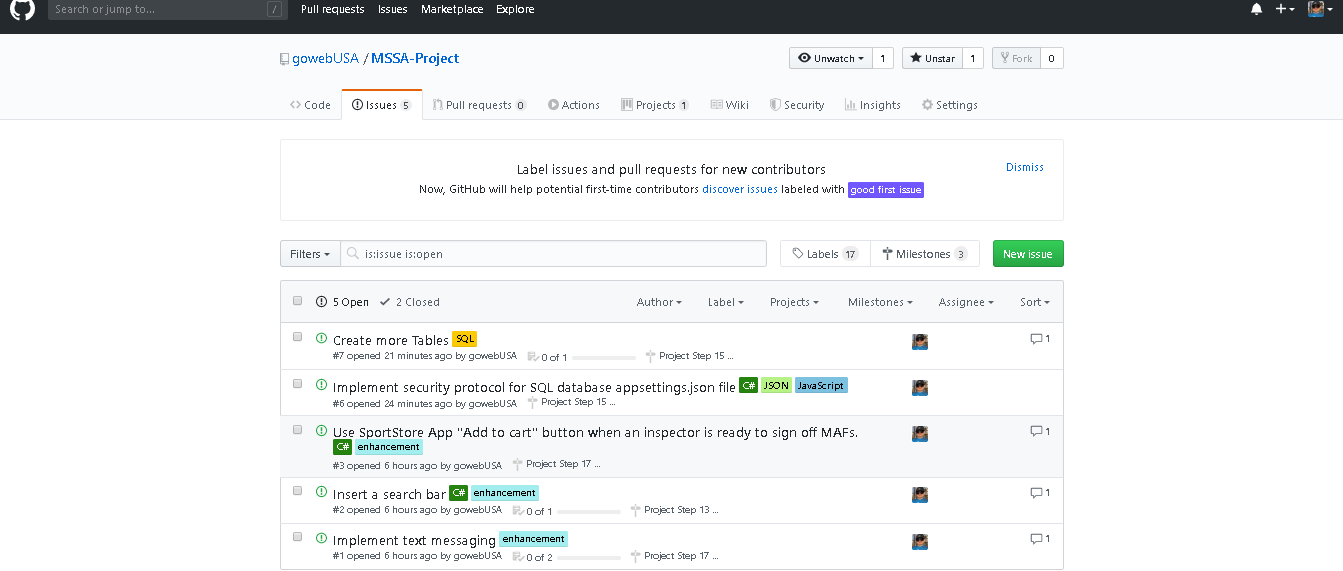 Search or jump to... / Pull requests Issues Marketplace Explore
gowebUSA / MSSA-Project Unwatch 1 Unstar 1 Fork 0
Code Issues 5 Pull requests 0 Actions Projects 1 Wiki Security Insights Settings
Label issues and pull requests for new contributors Dismiss
Now, GitHub will help potential first-time contributors discover issues labeled with good first issue
Filters is:issue is:open Labels 17 Milestones 3 New issue
5 Open 2 Closed Author Label Projects Milestones Assignee Sort
Create more Tables SQL 1
#7 opened 21 minutes ago by gowebUSA 0 of 1 Project Step 15 ...
Implement security protocol for SQL database appsettings.json file C# JSON JavaScript
#6 opened 24 minutes ago by gowebUSA Project Step 15 ...
Use SportStore App "Add to cart" button when an inspector is ready to sign off MAFs. 1
C# enhancement
#3 opened 6 hours ago by gowebUSA Project Step 17 ...
Insert a search bar C# enhancement 1
#2 opened 6 hours ago by gowebUSA 0 of 1 Project Step 13 ...
Implement text messaging enhancement 1
#1 opened 6 hours ago by gowebUSA 0 of 2 Project Step 17 ...